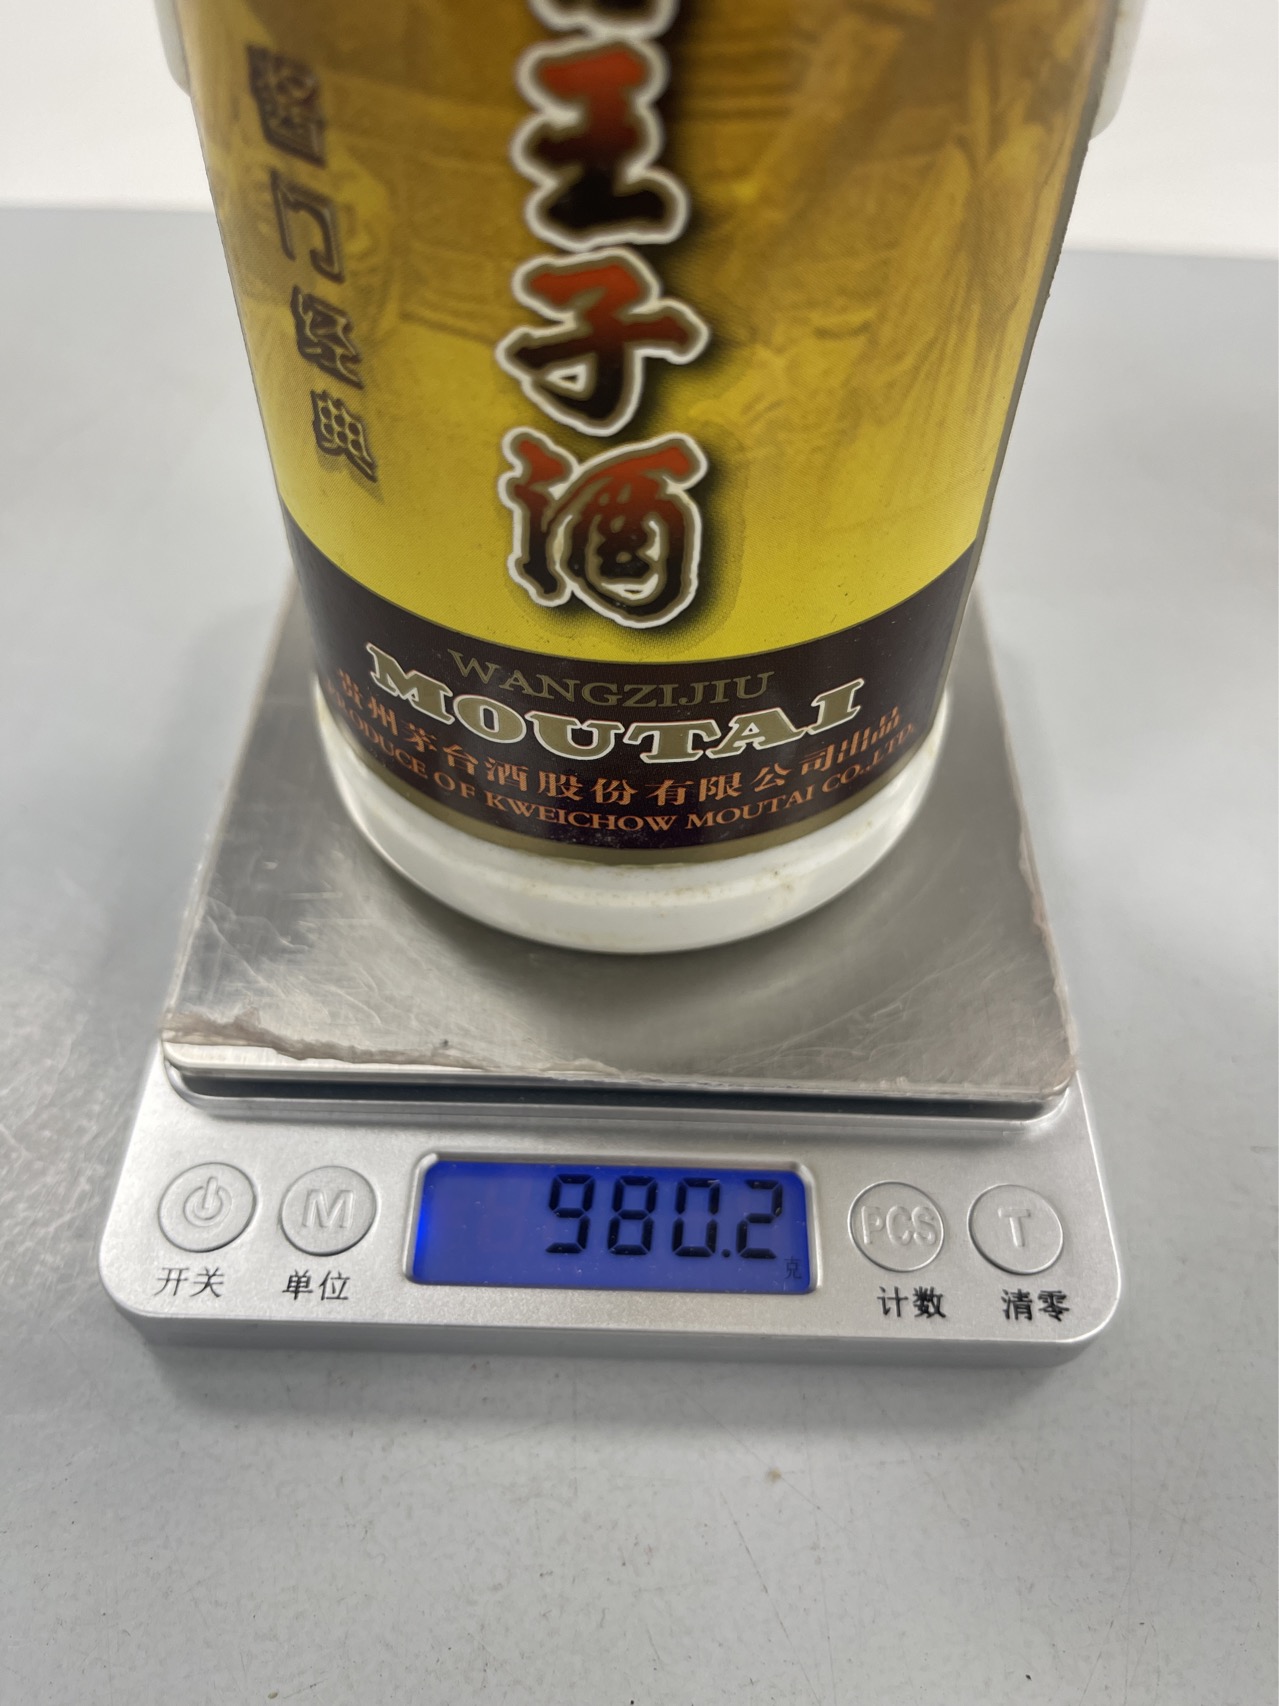 王子酒
酱门经典
WANGZIJIU
MOUTAI
贵州茅台酒股份有限公司出品
PRODUCE OF KWEICHOW MOUTAI CO.,LTD.
980.2
克
M
PCS
T
开关
单位
计数
清零